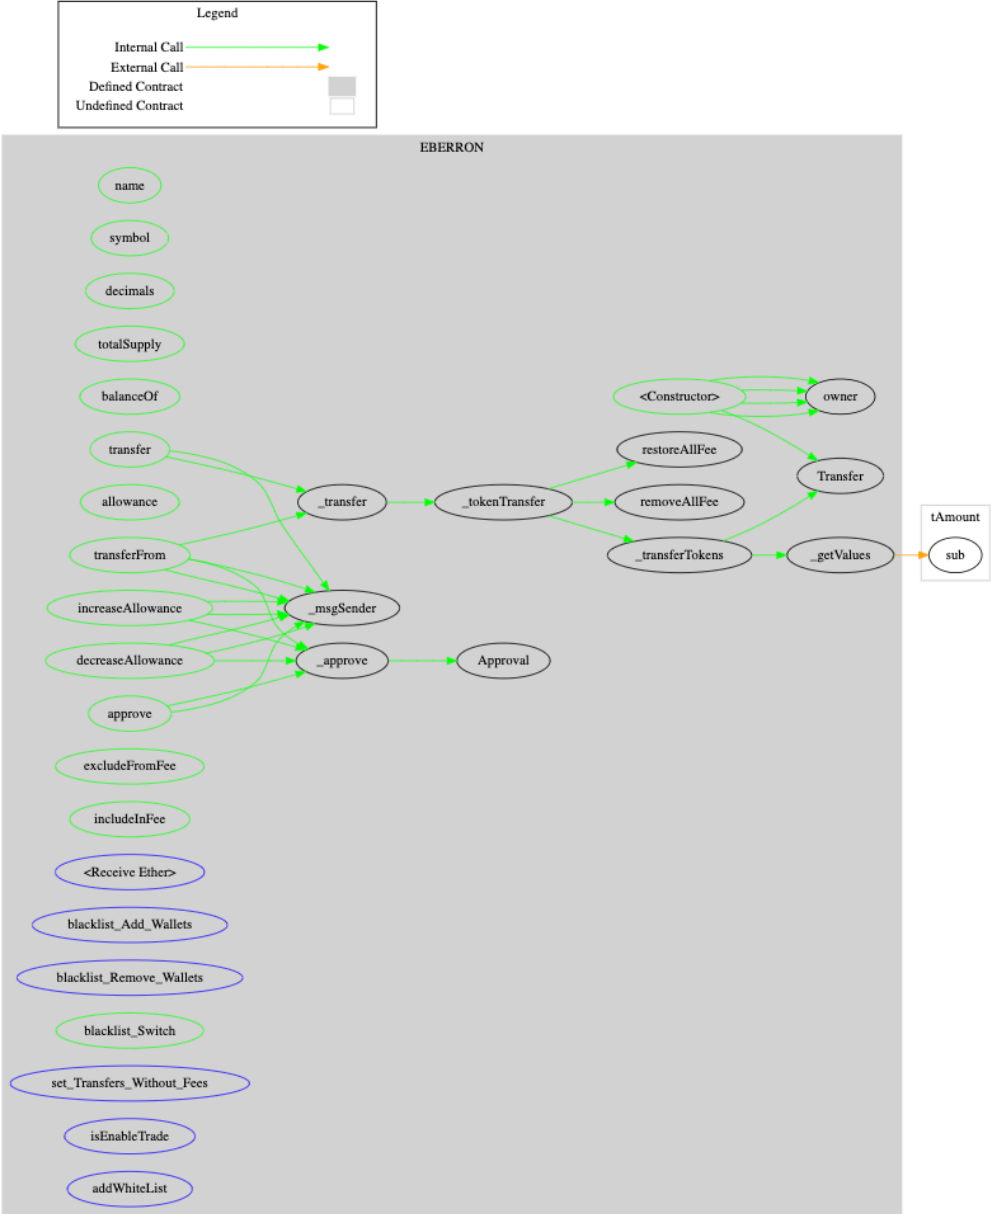 Legend
Internal Call
External Call
Defined Contract
Undefined Contract
EBERRON
name
symbol
decimals
totalSupply
balanceOf
<Constructor>
owner
transfer
restoreAllFee
Transfer
allowance
_transfer
_tokenTransfer
removeAllFee
tAmount
transferFrom
_transferTokens
_getValues
sub
increaseAllowance
_msgSender
decreaseAllowance
_approve
Approval
approve
excludeFromFee
includeInFee
<Receive Ether>
blacklist_Add_Wallets
blacklist_Remove_Wallets
blacklist_Switch
set_Transfers_Without_Fees
isEnableTrade
addWhiteList